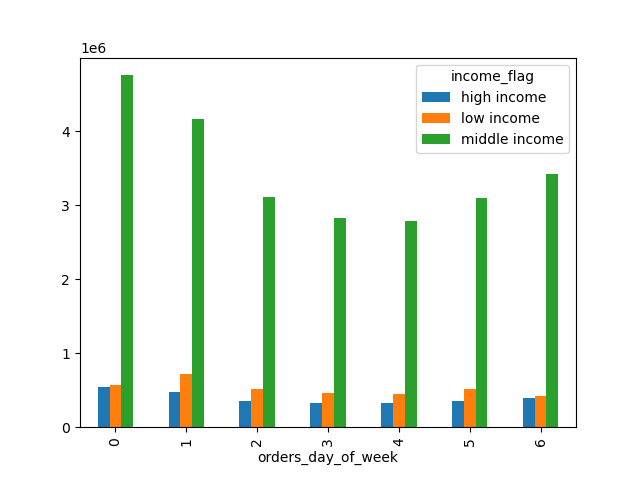 1e6
income_flag
high income
low income
middle income
4
3
2
1
0
0 1 2 3 4 5 6
orders_day_of_week